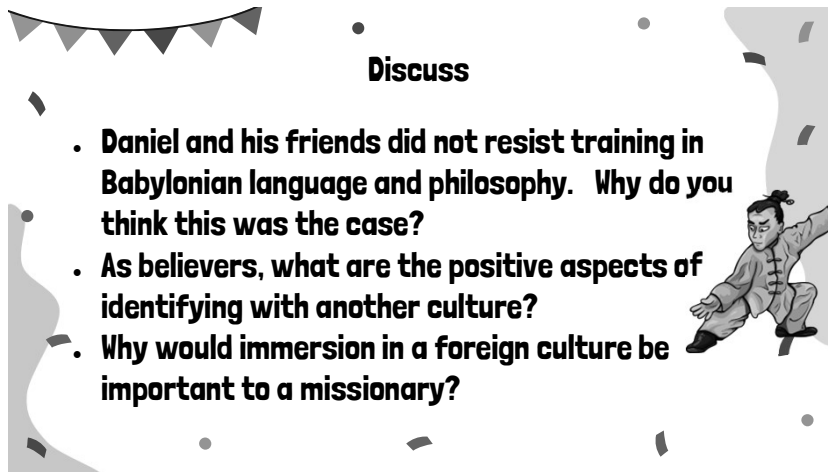 Discuss
• Daniel and his friends did not resist training in
Babylonian language and philosophy.   Why do you
think this was the case?
• As believers, what are the positive aspects of
identifying with another culture?
• Why would immersion in a foreign culture be
important to a missionary?